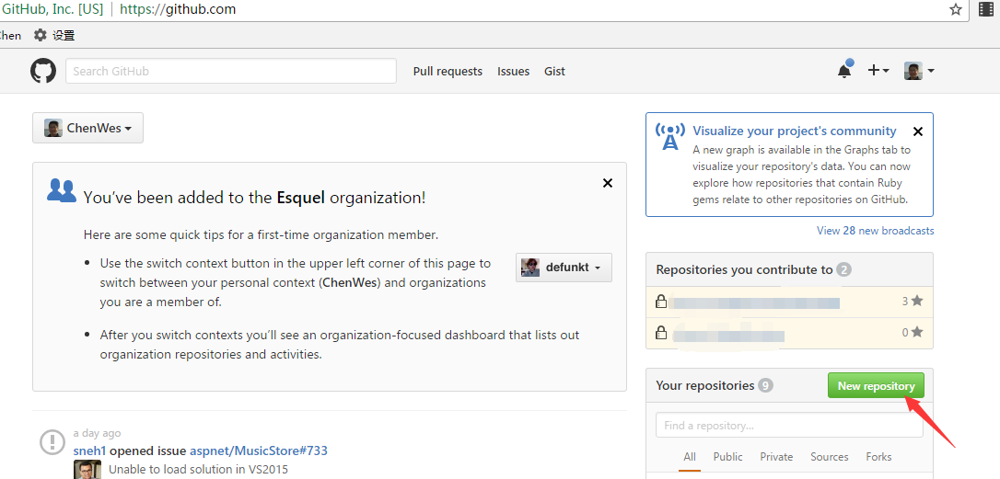 GitHub, Inc. [US] https://github.com
hen 设置
Search GitHub Pull requests Issues Gist
ChenWes
You've been added to the Esquel organization!
Here are some quick tips for a first-time organization member.
Use the switch context button in the upper left corner of this page to
switch between your personal context (ChenWes) and organizations
you are a member of.
defunkt
After you switch contexts you'll see an organization-focused dashboard that lists out
organization repositories and activities.
a day ago
sneh1 opened issue aspnet/MusicStore#733
Unable to load solution in VS2015
Visualize your project's community
A new graph is available in the Graphs tab to
visualize your repository's data. You can now
explore how repositories that contain Ruby
gems relate to other repositories on GitHub.
View 28 new broadcasts
Repositories you contribute to 2
3
0
Your repositories 9 New repository
Find a repository...
All Public Private Sources Forks